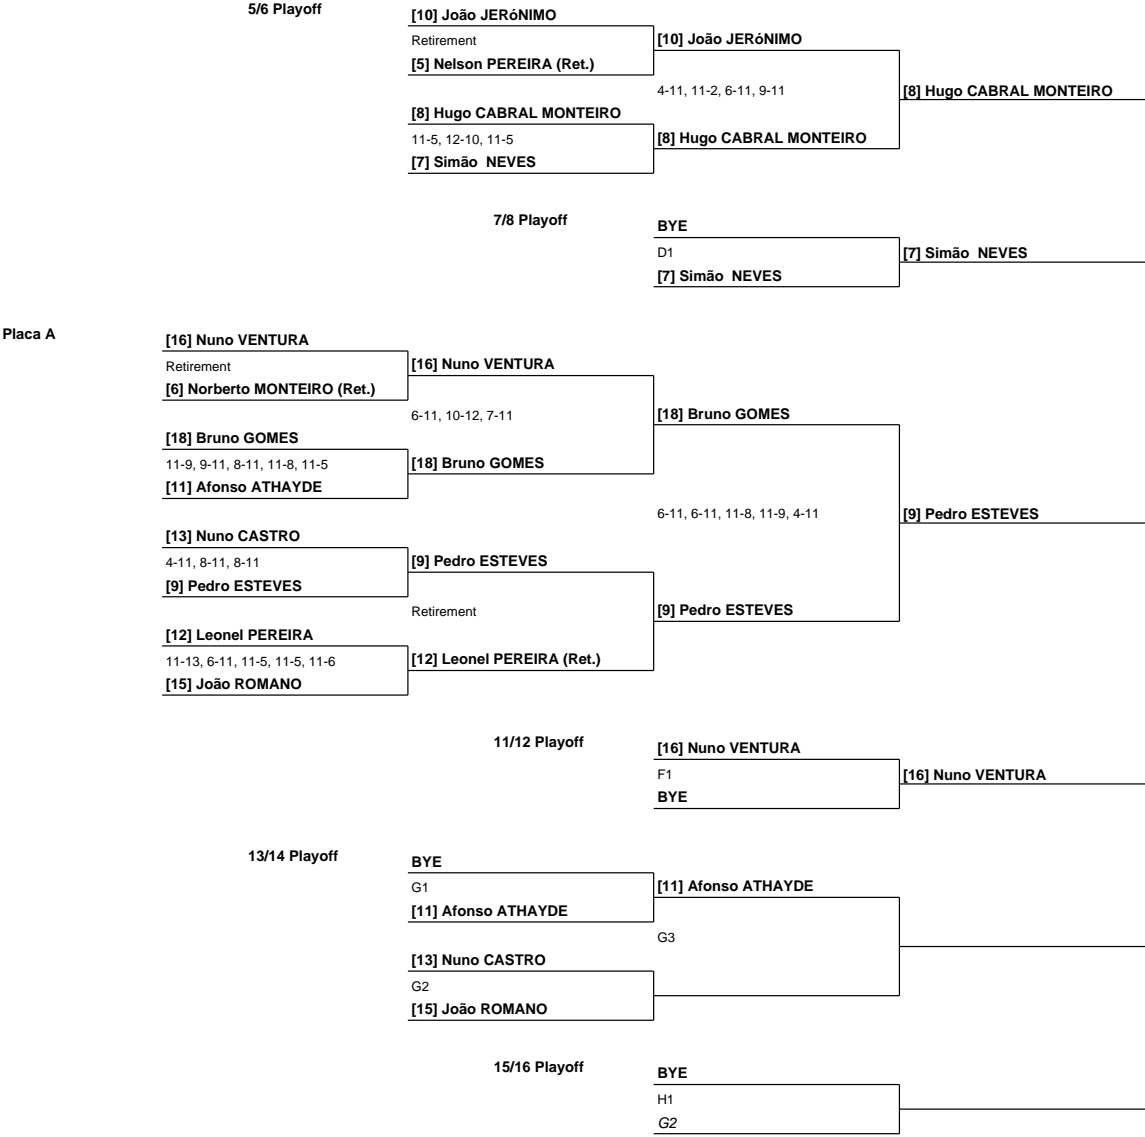 5/6 Playoff
[10] João JERóNIMO
Retirement
[10] João JERóNIMO
[5] Nelson PEREIRA (Ret.)
4-11, 11-2, 6-11, 9-11
[8] Hugo CABRAL MONTEIRO
[8] Hugo CABRAL MONTEIRO
11-5, 12-10, 11-5
[8] Hugo CABRAL MONTEIRO
[7] Simão  NEVES
7/8 Playoff
BYE
D1
[7] Simão  NEVES
[7] Simão  NEVES
Placa A
[16] Nuno VENTURA
Retirement
[16] Nuno VENTURA
[6] Norberto MONTEIRO (Ret.)
6-11, 10-12, 7-11
[18] Bruno GOMES
[18] Bruno GOMES
11-9, 9-11, 8-11, 11-8, 11-5
[18] Bruno GOMES
[11] Afonso ATHAYDE
6-11, 6-11, 11-8, 11-9, 4-11
[9] Pedro ESTEVES
[13] Nuno CASTRO
4-11, 8-11, 8-11
[9] Pedro ESTEVES
[9] Pedro ESTEVES
Retirement
[9] Pedro ESTEVES
[12] Leonel PEREIRA
11-13, 6-11, 11-5, 11-5, 11-6
[12] Leonel PEREIRA (Ret.)
[15] João ROMANO
11/12 Playoff
[16] Nuno VENTURA
F1
[16] Nuno VENTURA
BYE
13/14 Playoff
BYE
G1
[11] Afonso ATHAYDE
[11] Afonso ATHAYDE
G3
[13] Nuno CASTRO
G2
[15] João ROMANO
15/16 Playoff
BYE
H1
G2